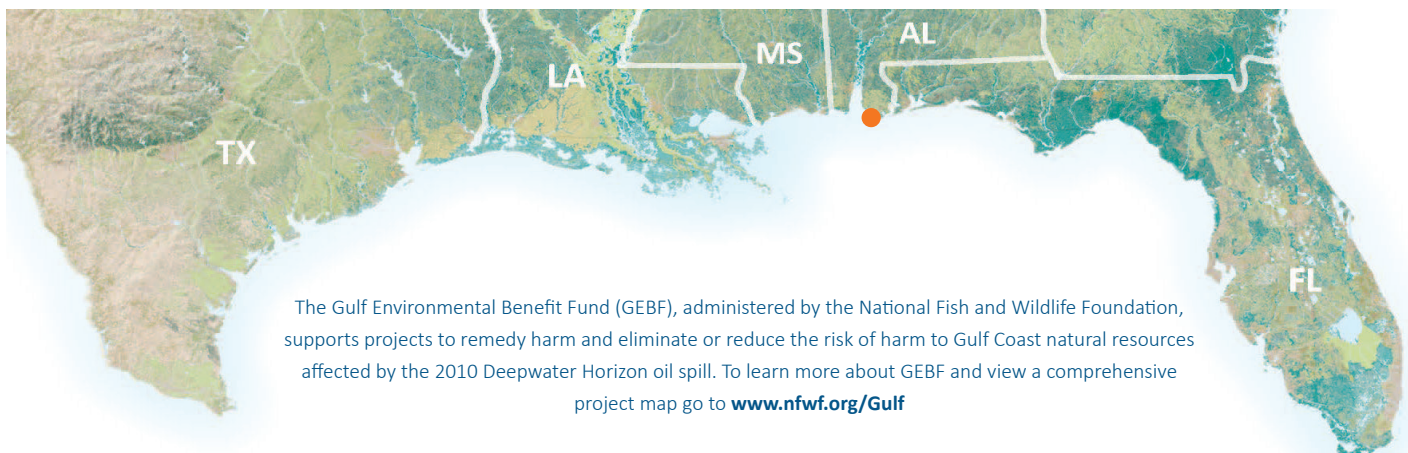 AL
MS
LA
TX
FL
The Gulf Environmental Benefit Fund (GEBF), administered by the National Fish and Wildlife Foundation,
supports projects to remedy harm and eliminate or reduce the risk of harm to Gulf Coast natural resources
affected by the 2010 Deepwater Horizon oil spill. To learn more about GEBF and view a comprehensive
project map go to www.nfwf.org/Gulf